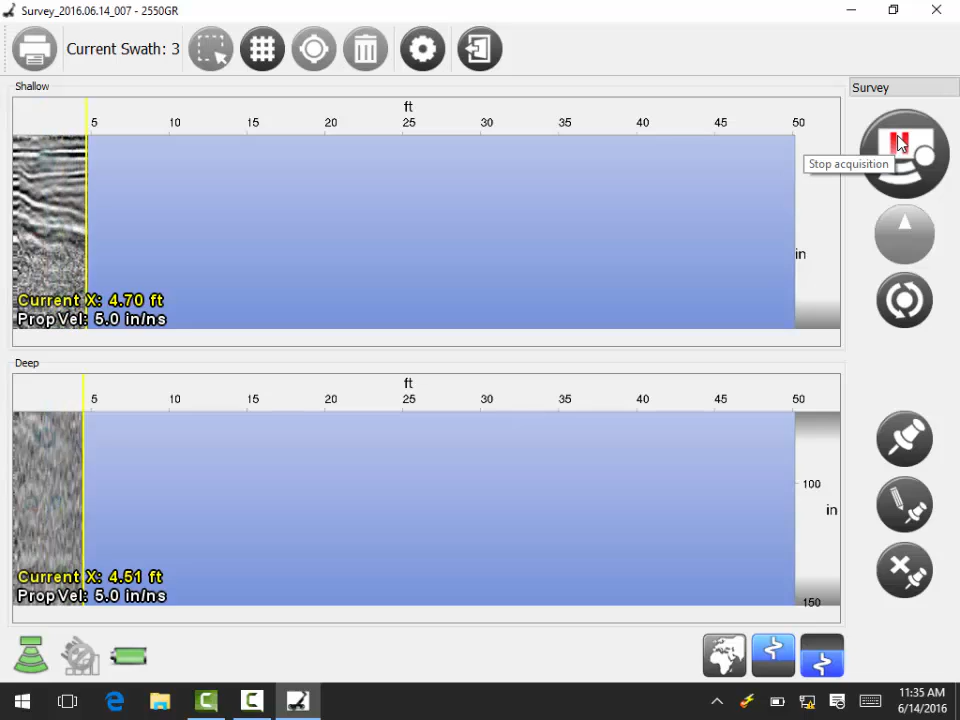 Survey_2016.06.14_007 - 2550GR
Current Swath: 3
Shallow
Survey
ft
5 10 15 20 25 30 35 40 45 50
Stop acquisition
in
Current X: 4.70 ft
Prop Vel: 5.0 in/ns
Deep
ft
5 10 15 20 25 30 35 40 45 50
100
in
Current X: 4.51 ft
Prop Vel: 5.0 in/ns
150
11:35 AM
6/14/2016